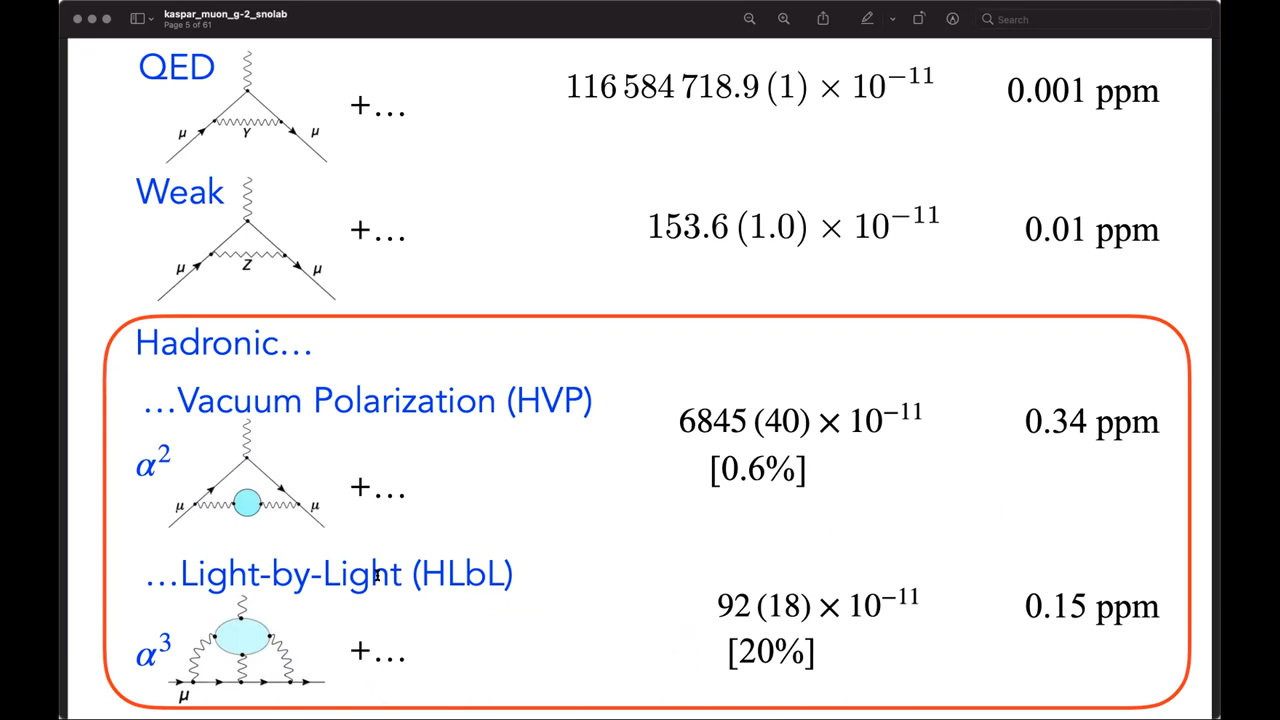 kaspar_muon_g-2_snolab
Page 5 of 61
Search
QED
μ γ μ
+…
116 584 718.9 (1) × 10⁻¹¹
0.001 ppm
Weak
μ Z μ
+…
153.6 (1.0) × 10⁻¹¹
0.01 ppm
Hadronic…
…Vacuum Polarization (HVP)
6845 (40) × 10⁻¹¹
0.34 ppm
[0.6%]
α²
μ μ
+…
…Light-by-Light (HLbL)
92 (18) × 10⁻¹¹
0.15 ppm
[20%]
α³
+…
μ